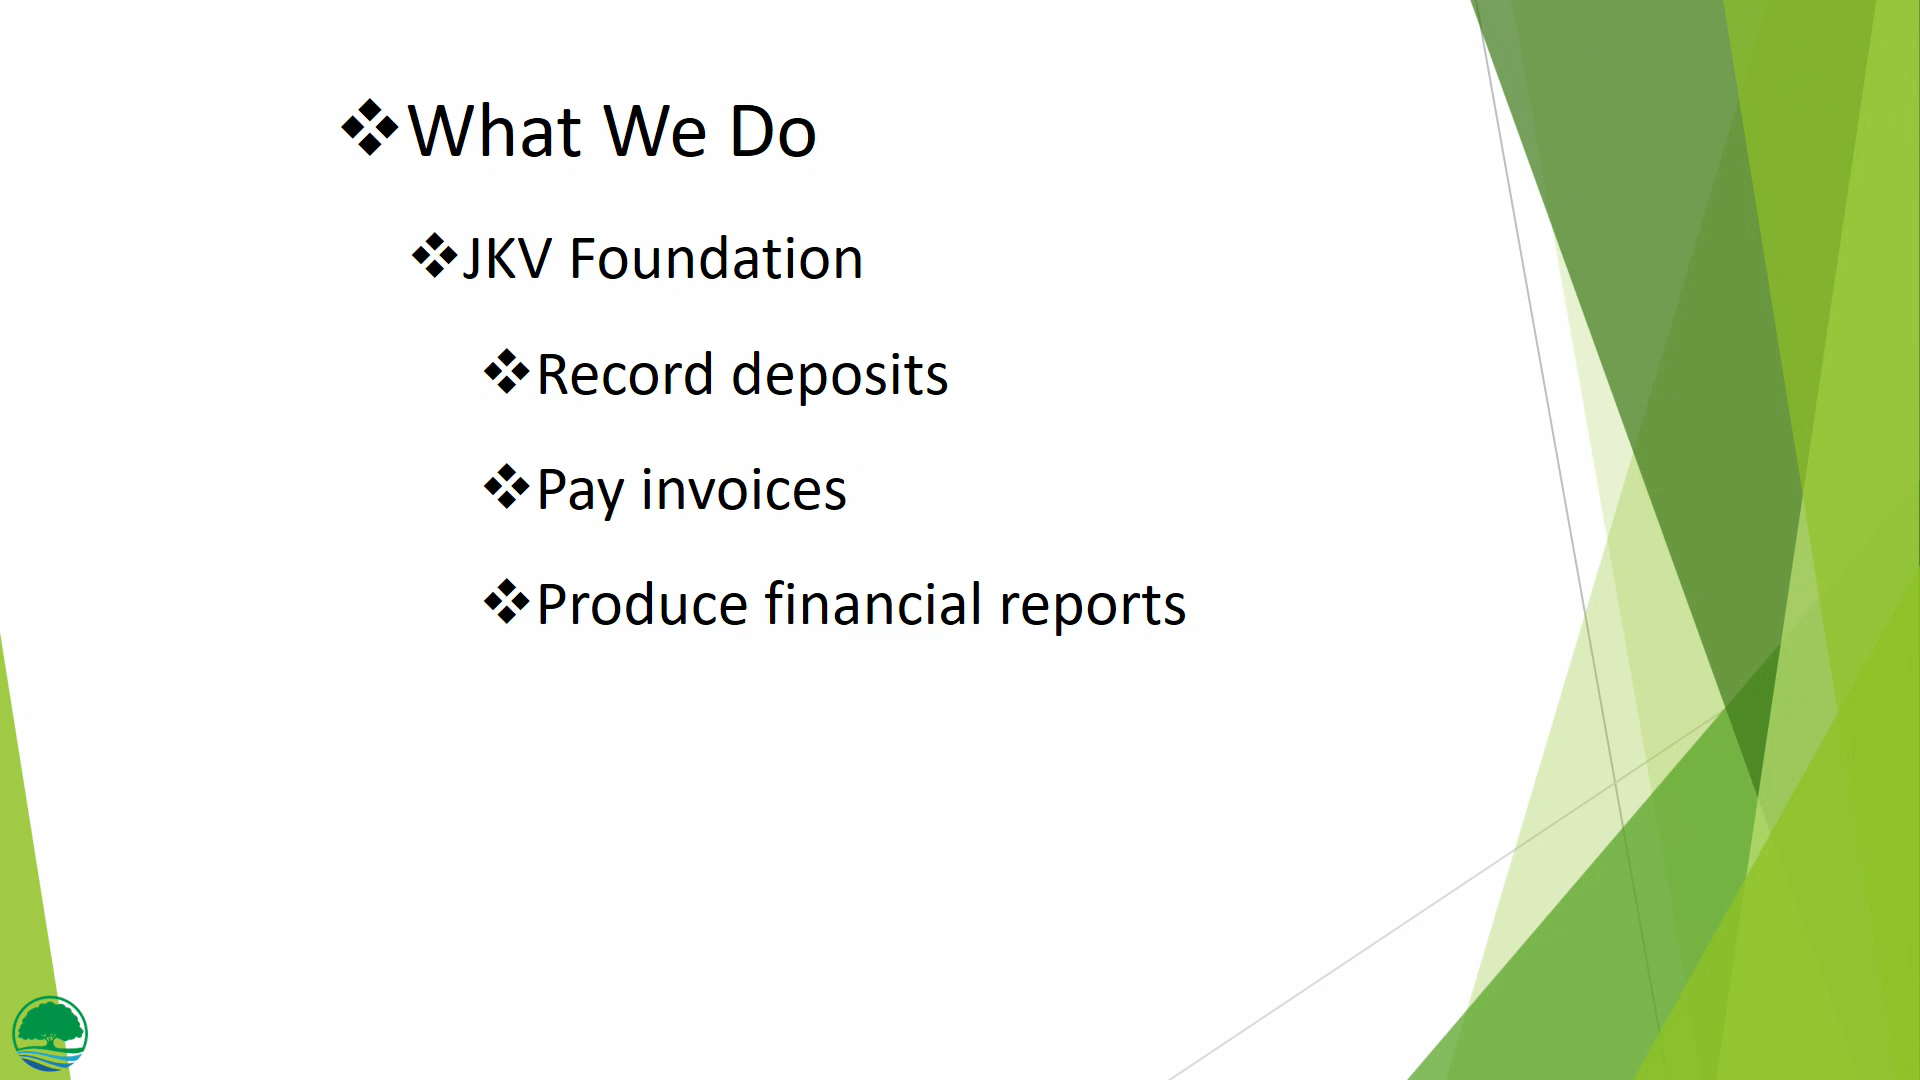 ❖What We Do
❖JKV Foundation
❖Record deposits
❖Pay invoices
❖Produce financial reports